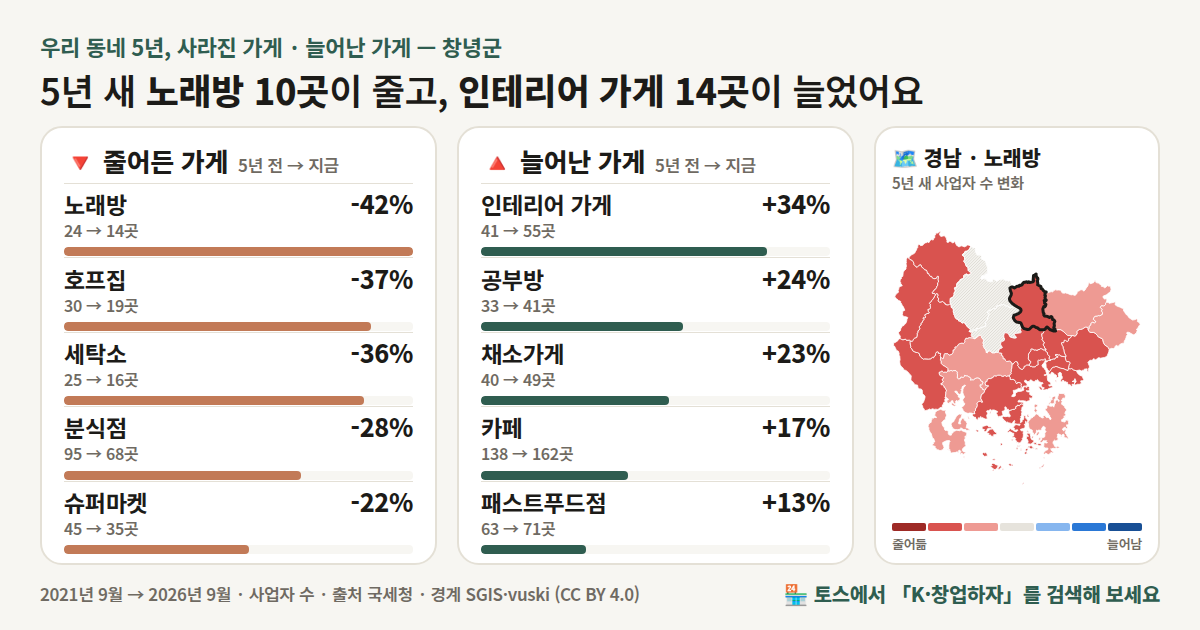 우리 동네 5년, 사라진 가게 · 늘어난 가게 — 창녕군
5년 새 노래방 10곳이 줄고, 인테리어 가게 14곳이 늘었어요
줄어든 가게 5년 전 → 지금
노래방 -42%
24 → 14곳
호프집 -37%
30 → 19곳
세탁소 -36%
25 → 16곳
분식점 -28%
95 → 68곳
슈퍼마켓 -22%
45 → 35곳
늘어난 가게 5년 전 → 지금
인테리어 가게 +34%
41 → 55곳
공부방 +24%
33 → 41곳
채소가게 +23%
40 → 49곳
카페 +17%
138 → 162곳
패스트푸드점 +13%
63 → 71곳
경남 · 노래방
5년 새 사업자 수 변화
줄어듦 늘어남
2021년 9월 → 2026년 9월 · 사업자 수 · 출처 국세청 · 경계 SGIS·vuski (CC BY 4.0)
24 토스에서 「K·창업하자」를 검색해 보세요